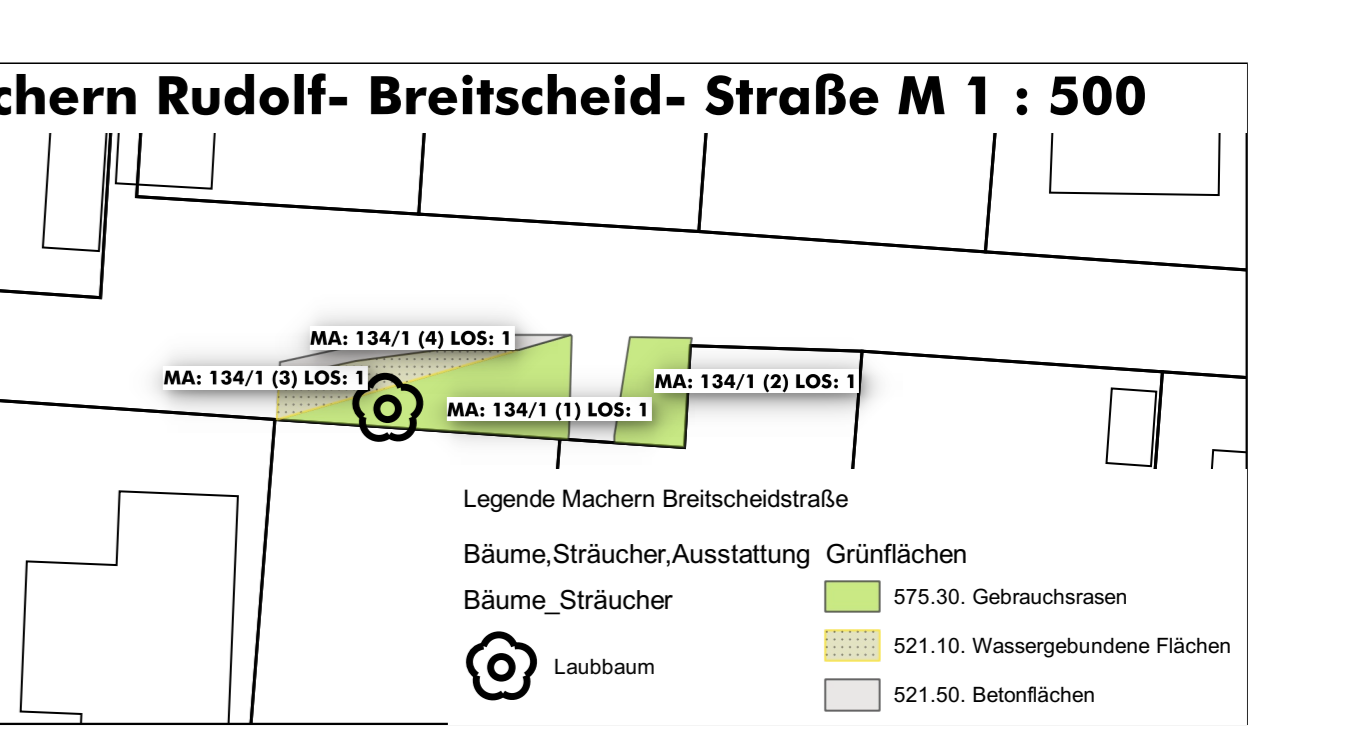 chern Rudolf- Breitscheid- Straße M 1 : 500
MA: 134/1 (4) LOS: 1
MA: 134/1 (3) LOS: 1
MA: 134/1 (2) LOS: 1
MA: 134/1 (1) LOS: 1
Legende Machern Breitscheidstraße
Bäume,Sträucher,Ausstattung
Bäume_Sträucher
Laubbaum
Grünflächen
575.30. Gebrauchsrasen
521.10. Wassergebundene Flächen
521.50. Betonflächen